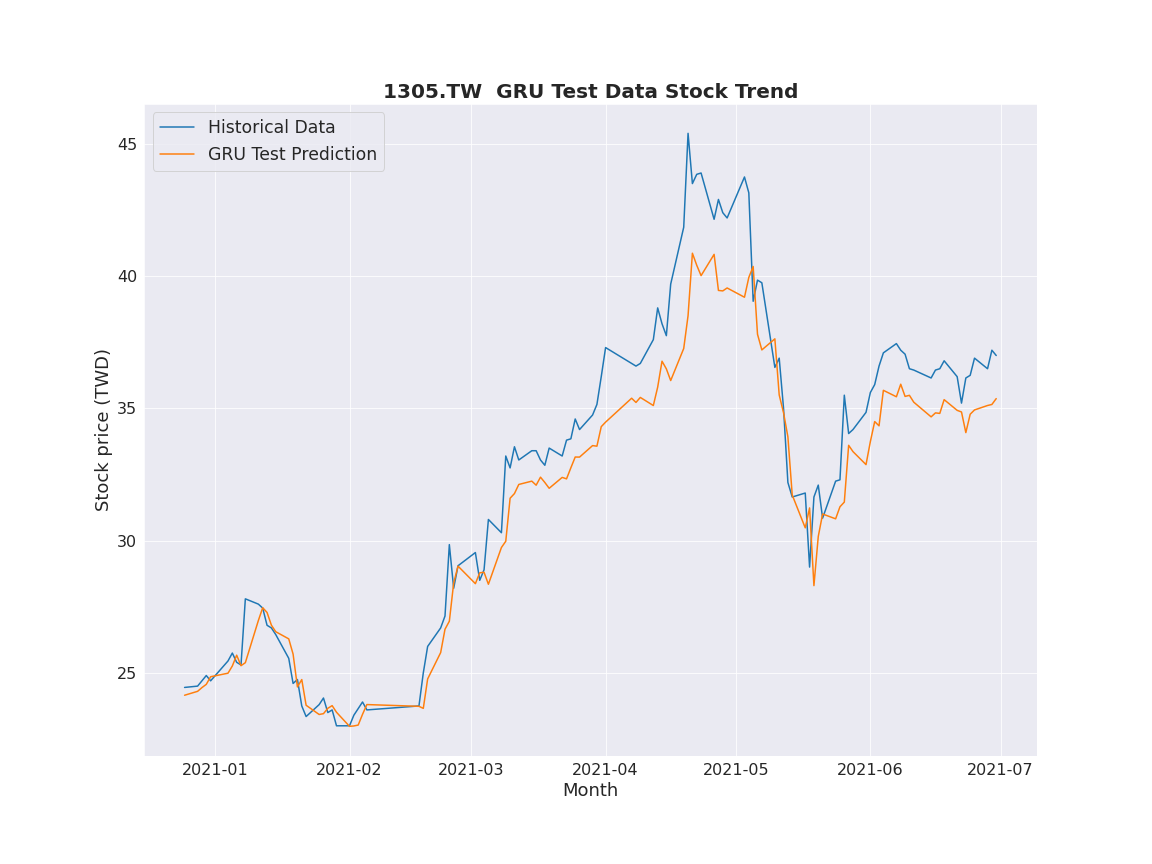 1305.TW  GRU Test Data Stock Trend
Historical Data
GRU Test Prediction
45
40
35
30
25
Stock price (TWD)
2021-01 2021-02 2021-03 2021-04 2021-05 2021-06 2021-07
Month